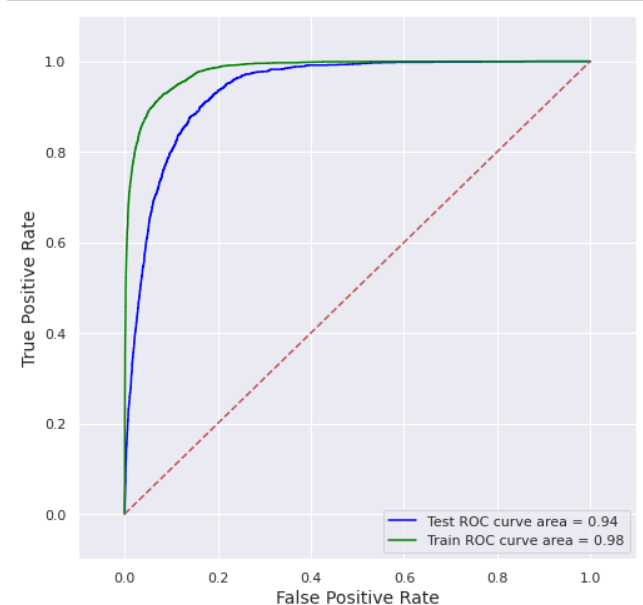 1.0
0.8
0.6
0.4
0.2
0.0
True Positive Rate
Test ROC curve area = 0.94
Train ROC curve area = 0.98
0.0 0.2 0.4 0.6 0.8 1.0
False Positive Rate